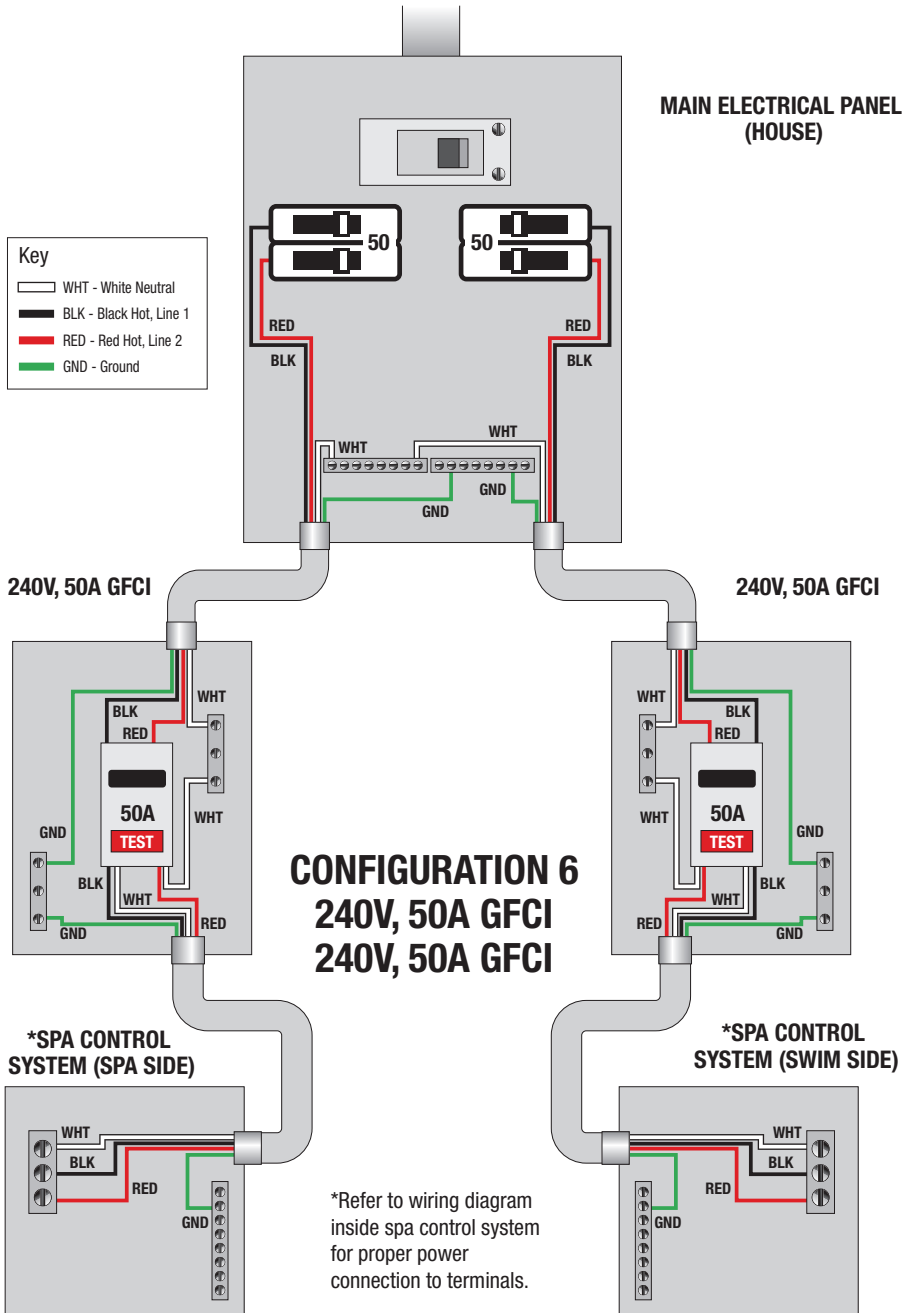 MAIN ELECTRICAL PANEL
(HOUSE)
50
50
Key
WHT - White Neutral
BLK - Black Hot, Line 1
RED - Red Hot, Line 2
GND - Ground
RED
RED
BLK
BLK
WHT
WHT
GND
GND
240V, 50A GFCI
240V, 50A GFCI
WHT
BLK
RED
50A
TEST
WHT
GND
BLK
WHT
RED
GND
WHT
BLK
RED
50A
TEST
WHT
GND
BLK
WHT
RED
GND
CONFIGURATION 6
240V, 50A GFCI
240V, 50A GFCI
*SPA CONTROL
SYSTEM (SPA SIDE)
WHT
BLK
RED
GND
*SPA CONTROL
SYSTEM (SWIM SIDE)
WHT
BLK
RED
GND
*Refer to wiring diagram
inside spa control system
for proper power
connection to terminals.